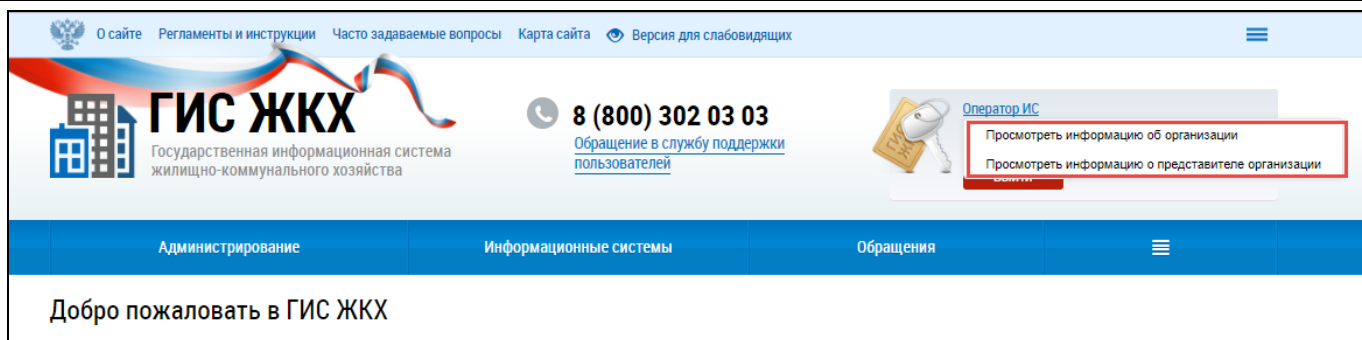 О сайте Регламенты и инструкции Часто задаваемые вопросы Карта сайта Версия для слабовидящих
ГИС ЖКХ
Государственная информационная система
жилищно-коммунального хозяйства
8 (800) 302 03 03
Обращение в службу поддержки
пользователей
Оператор ИС
Просмотреть информацию об организации
Просмотреть информацию о представителе организации
Администрирование Информационные системы Обращения
Добро пожаловать в ГИС ЖКХ